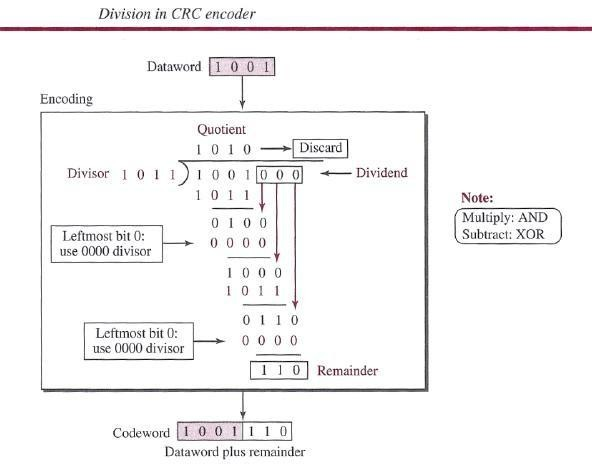 Division in CRC encoder
Dataword 1 0 0 1
Encoding
Quotient
1 0 1 0 Discard
Divisor 1 0 1 1 1 0 0 1 0 0 0 Dividend
1 0 1 1
0 1 0 0
Leftmost bit 0:
use 0000 divisor
0 0 0 0
1 0 0 0
1 0 1 1
0 1 1 0
Leftmost bit 0:
use 0000 divisor
0 0 0 0
1 1 0 Remainder
Note:
Multiply: AND
Subtract: XOR
Codeword 1 0 0 1 1 1 0
Dataword plus remainder